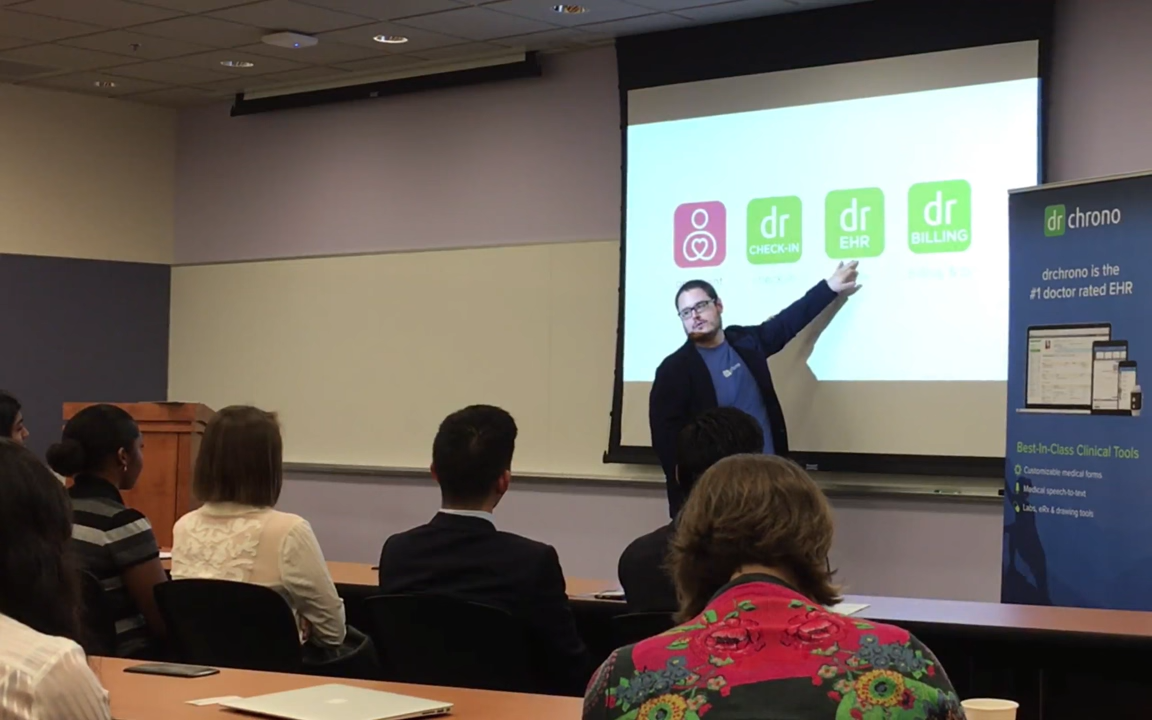 dr
CHECK-IN
dr
EHR
dr
BILLING
dr chrono
drchrono is the
#1 doctor rated EHR
Best-In-Class Clinical Tools
Customizable medical forms
Medical speech-to-text
Labs, eRx & drawing tools